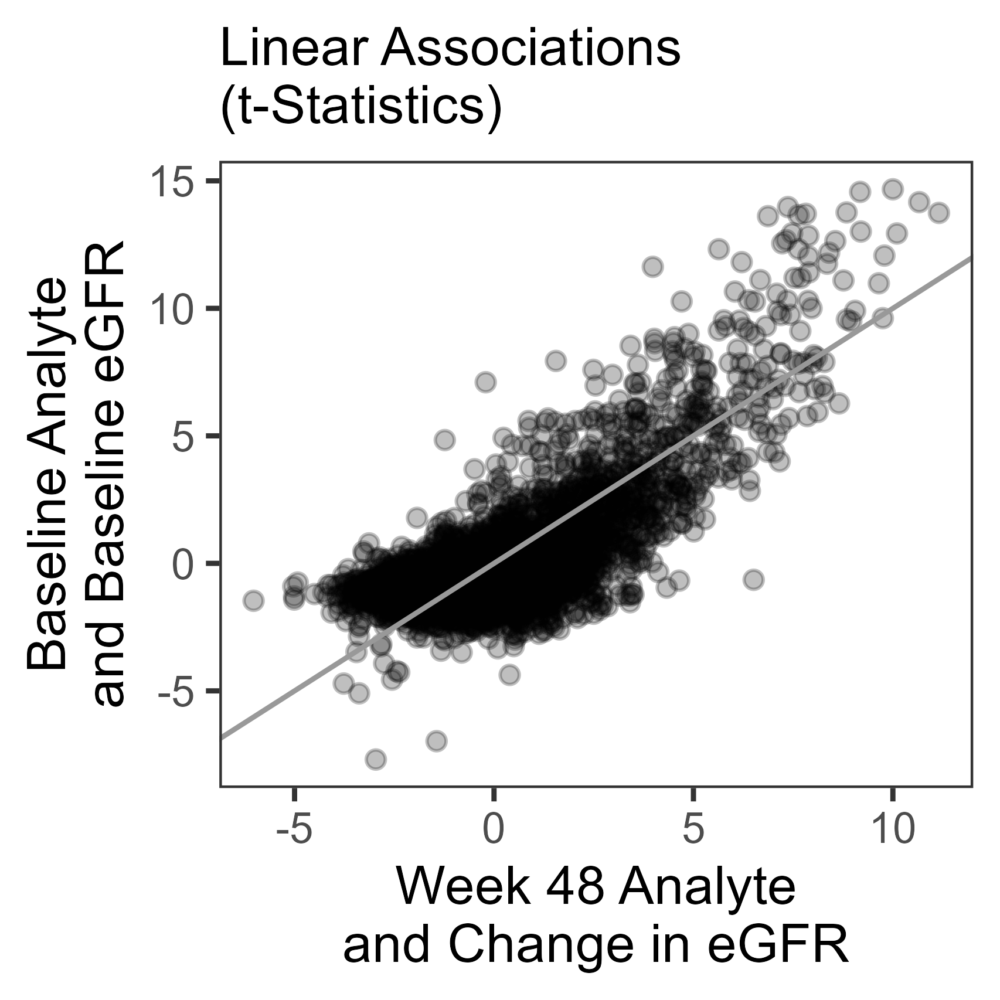 Linear Associations
(t-Statistics)
Baseline Analyte
and Baseline eGFR
15
10
5
0
-5
-5
0
5
10
Week 48 Analyte
and Change in eGFR